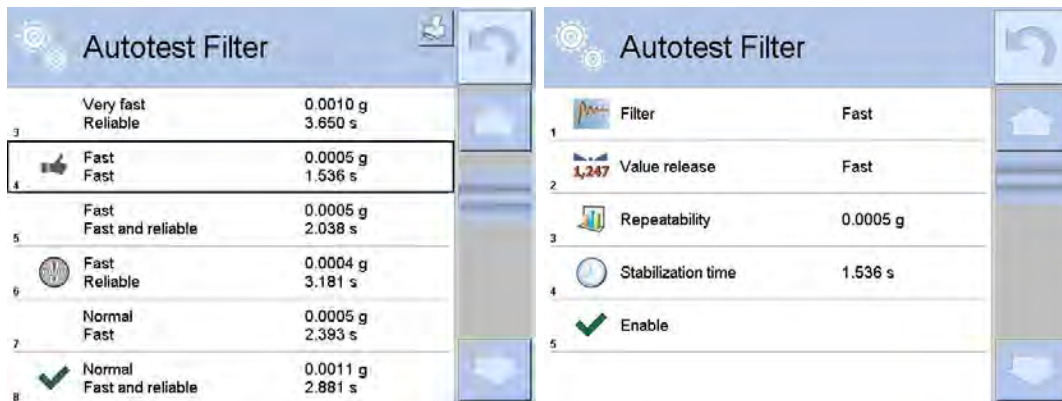 Autotest Filter
Very fast 0.0010 g
3 Reliable 3.650 s
Fast 0.0005 g
4 Fast 1.536 s
Fast 0.0005 g
5 Fast and reliable 2.038 s
Fast 0.0004 g
6 Reliable 3.181 s
Normal 0.0005 g
7 Fast 2.393 s
Normal 0.0011 g
8 Fast and reliable 2.881 s
Autotest Filter
1 Filter Fast
1,247
2 Value release Fast
3 Repeatability 0.0005 g
4 Stabilization time 1.536 s
5 Enable